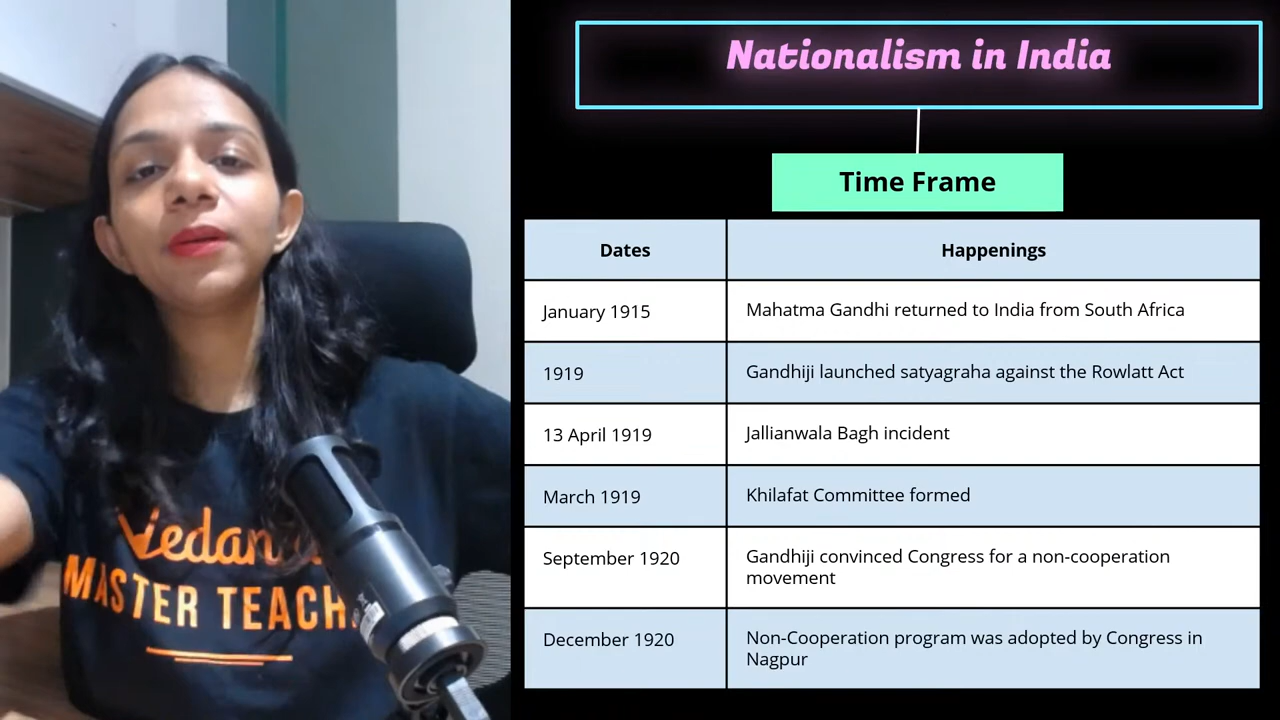 Nationalism in India
Time Frame
Dates Happenings
January 1915 Mahatma Gandhi returned to India from South Africa
1919 Gandhiji launched satyagraha against the Rowlatt Act
13 April 1919 Jallianwala Bagh incident
March 1919 Khilafat Committee formed
September 1920 Gandhiji convinced Congress for a non-cooperation
movement
December 1920 Non-Cooperation program was adopted by Congress in
Nagpur
MASTER